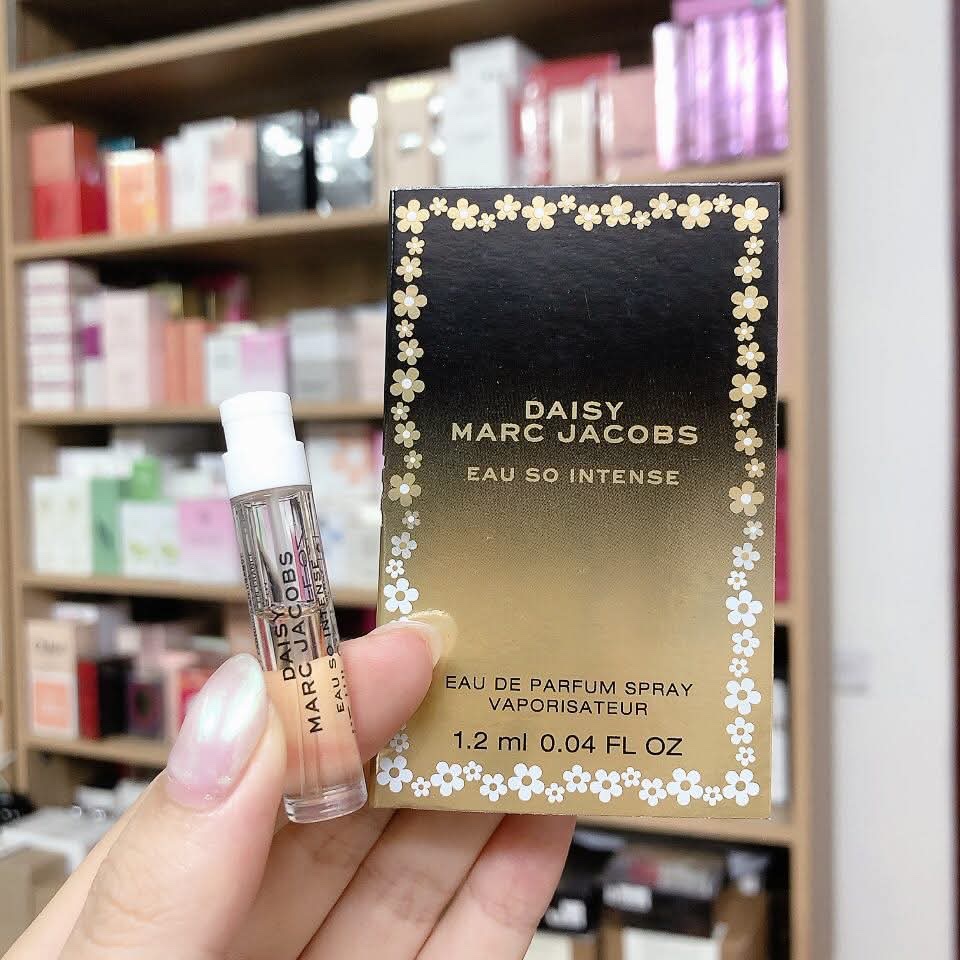 DAISY
MARC JACOBS
EAU SO INTENSE
EAU DE PARFUM SPRAY
VAPORISATEUR
1.2 ml 0.04 FL OZ
DAISY
MARC JACOBS
EAU SO INTENSE